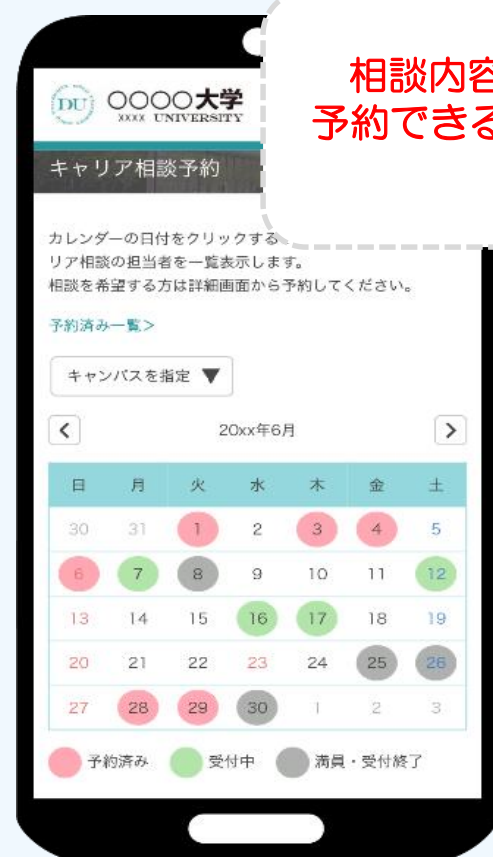 相談内容
予約できる
DU
〇〇〇〇大学
XXXX UNIVERSITY
キャリア相談予約
カレンダーの日付をクリックする
リア相談の担当者を一覧表示します。
相談を希望する方は詳細画面から予約してください。
予約済み一覧>
キャンパスを指定 ▼
< 20xx年6月 >
日 月 火 水 木 金 土
30 31 1 2 3 4 5
6 7 8 9 10 11 12
13 14 15 16 17 18 19
20 21 22 23 24 25 26
27 28 29 30 1 2 3
予約済み 受付中 満員・受付終了